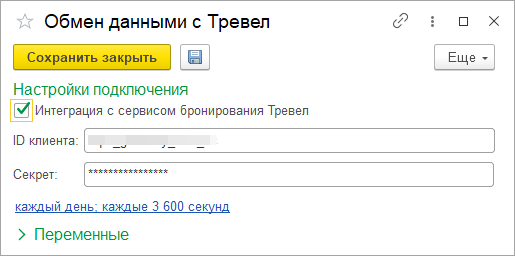 Обмен данными с Тревел
Сохранить закрыть
Еще
Настройки подключения
Интеграция с сервисом бронирования Тревел
ID клиента:
Секрет: ****************
каждый день; каждые 3 600 секунд
Переменные